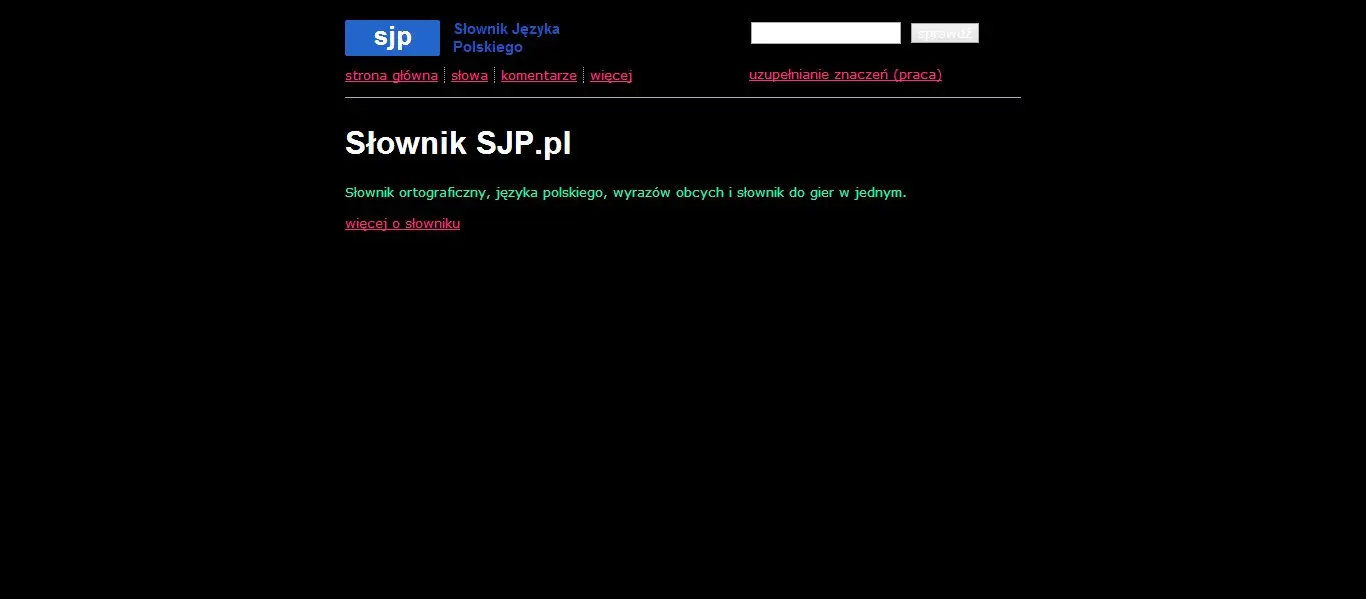 sjp
Słownik Języka
Polskiego
sprawdź
strona główna
słowa
komentarze
więcej
uzupełnianie znaczeń (praca)
Słownik SJP.pl
Słownik ortograficzny, języka polskiego, wyrazów obcych i słownik do gier w jednym.
więcej o słowniku